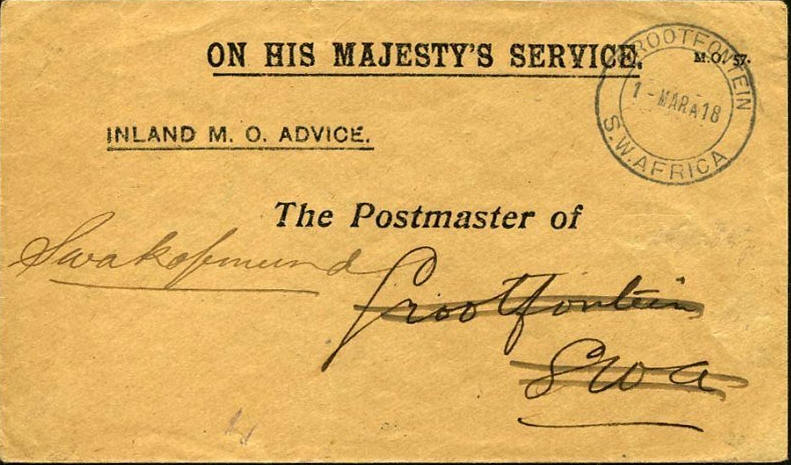 ON HIS MAJESTY'S SERVICE.
M.O. 57.
GROOTFONTEIN
1 - MAR A 18
S.W. AFRICA
INLAND M. O. ADVICE.
The Postmaster of
Swakopmund
Grootfontein
SWA